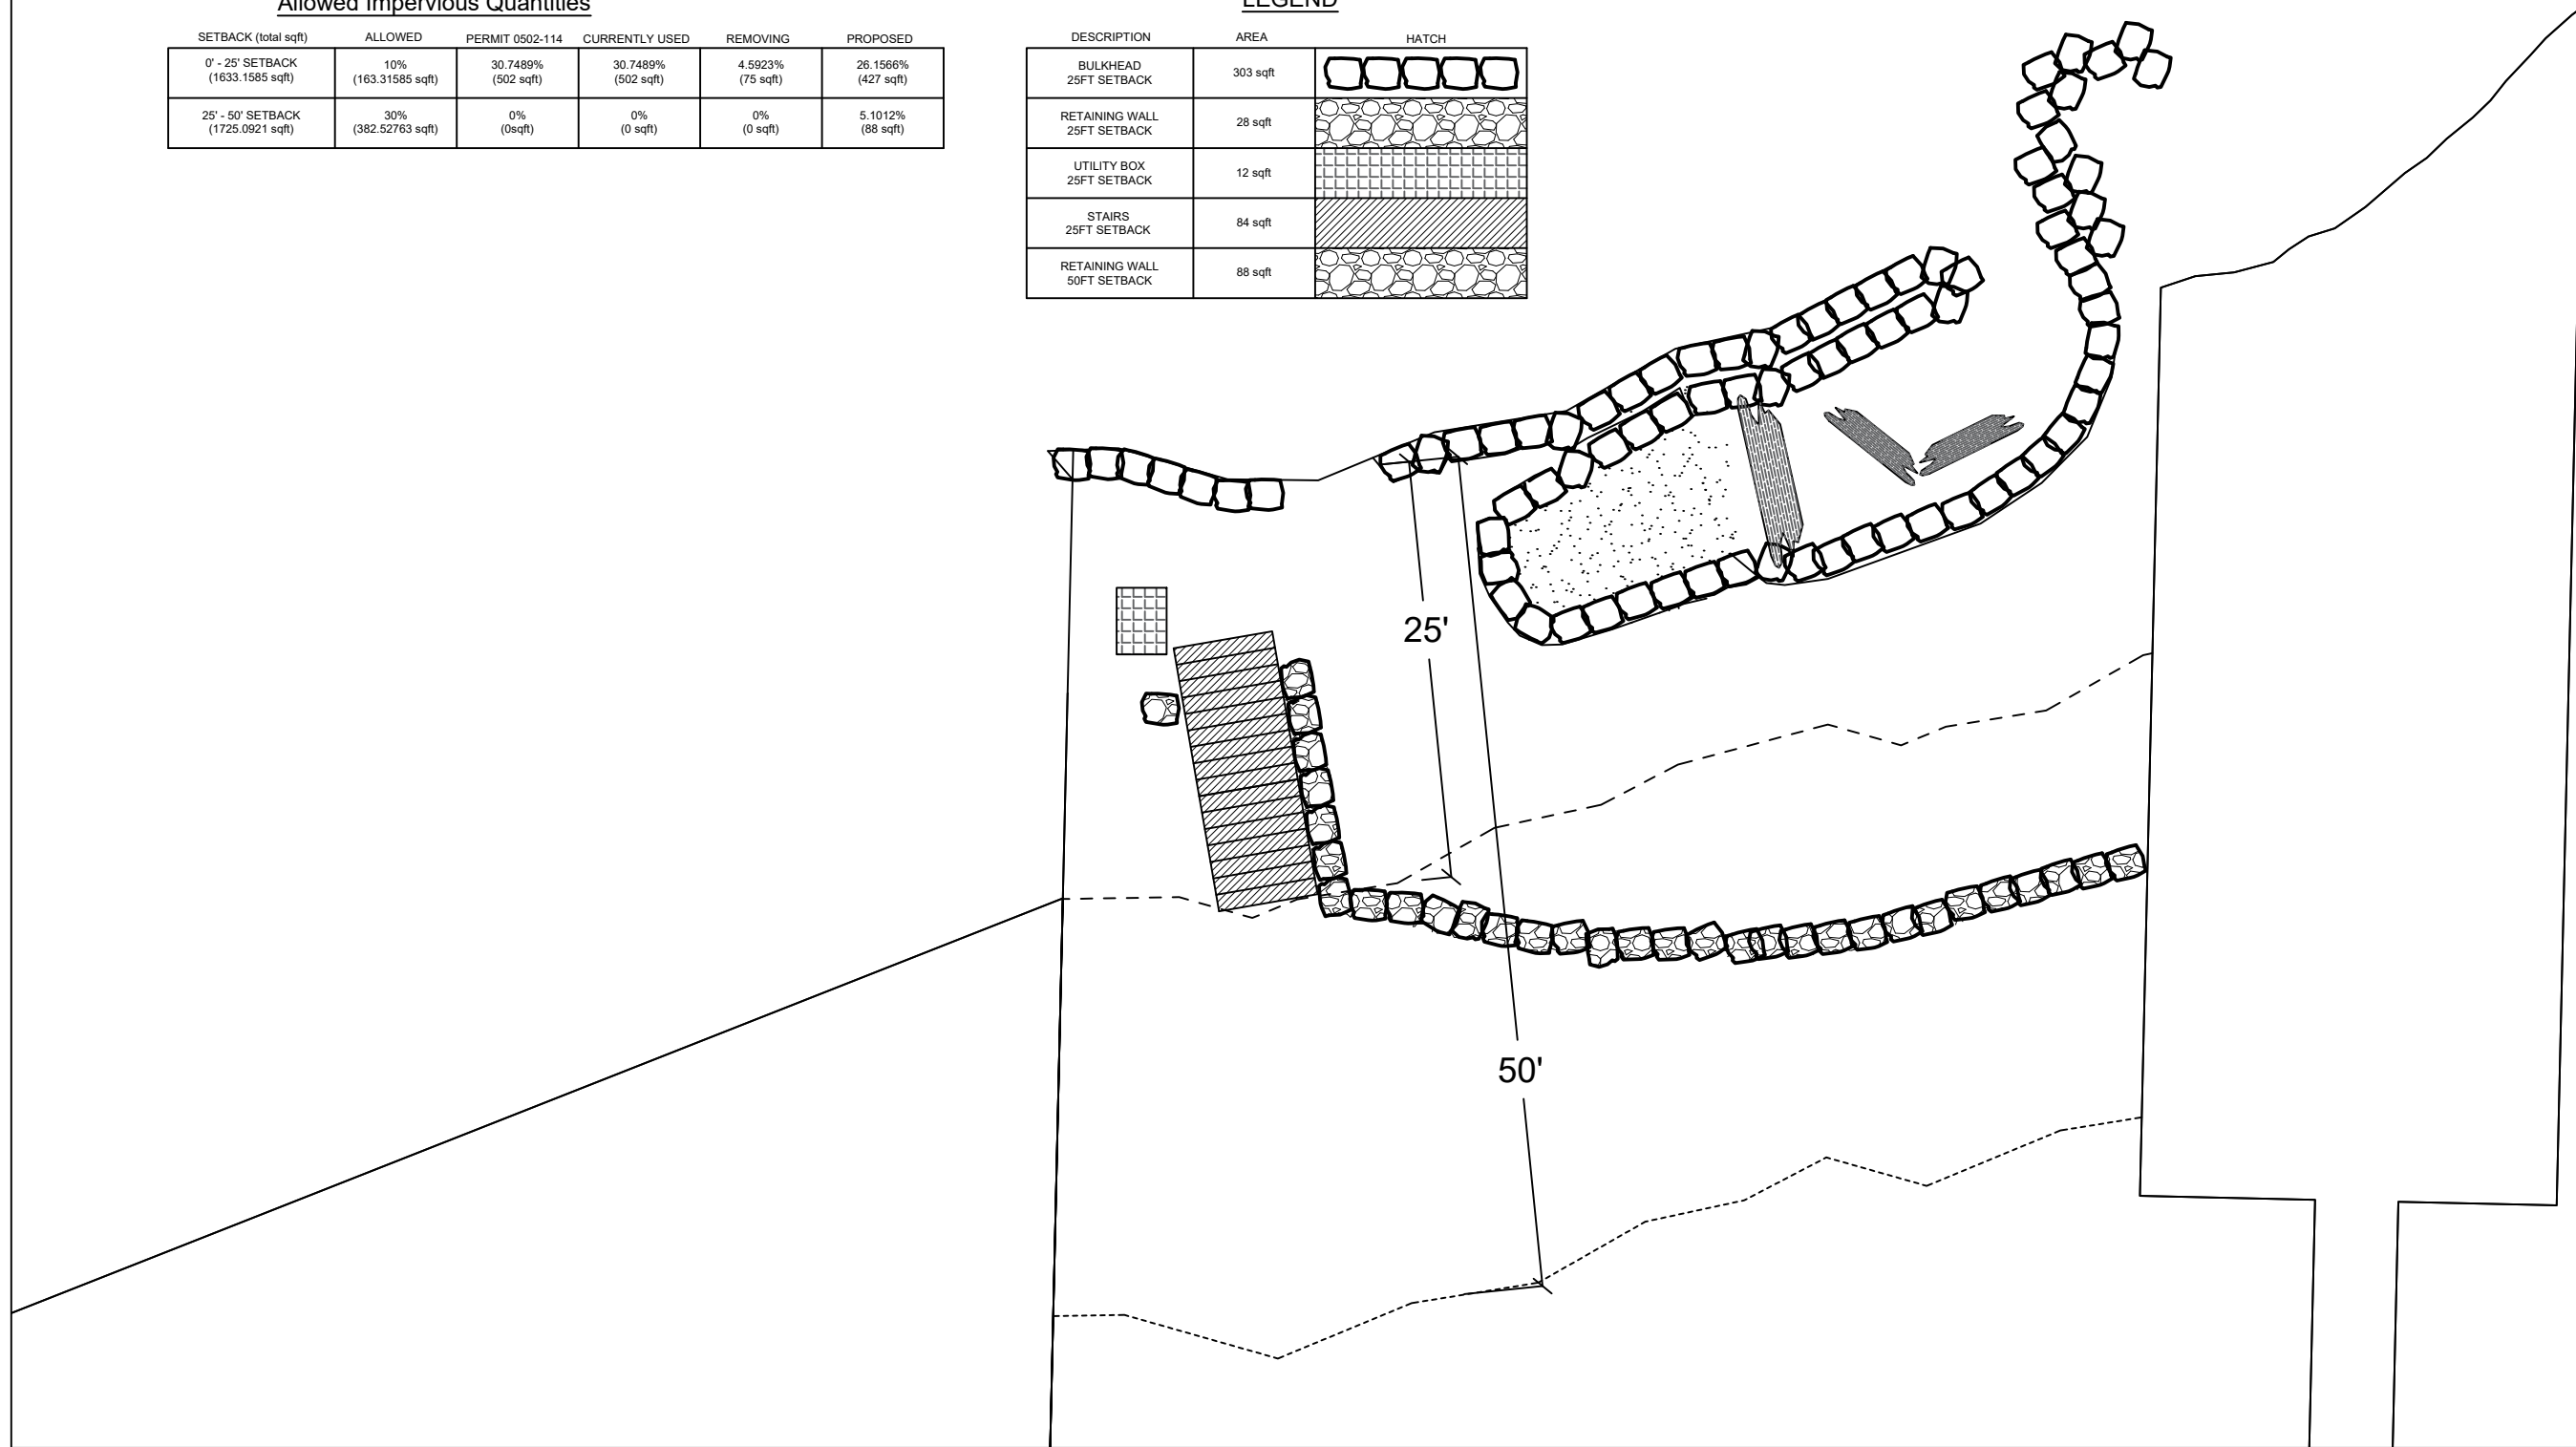 Allowed Impervious Quantities
SETBACK (total sqft) ALLOWED PERMIT 0502-114 CURRENTLY USED REMOVING PROPOSED
0' - 25' SETBACK
(1633.1585 sqft)
10%
(163.31585 sqft)
30.7489%
(502 sqft)
30.7489%
(502 sqft)
4.5923%
(75 sqft)
26.1566%
(427 sqft)
25' - 50' SETBACK
(1725.0921 sqft)
30%
(382.52763 sqft)
0%
(0sqft)
0%
(0 sqft)
0%
(0 sqft)
5.1012%
(88 sqft)
LEGEND
DESCRIPTION AREA HATCH
BULKHEAD
25FT SETBACK
303 sqft
RETAINING WALL
25FT SETBACK
28 sqft
UTILITY BOX
25FT SETBACK
12 sqft
STAIRS
25FT SETBACK
84 sqft
RETAINING WALL
50FT SETBACK
88 sqft
25'
50'